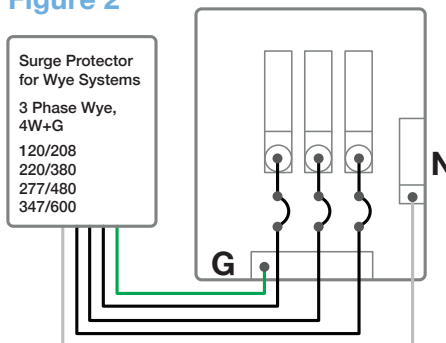 Figure 2
Surge Protector
for Wye Systems
3 Phase Wye,
4W+G
120/208
220/380
277/480
347/600
N
G